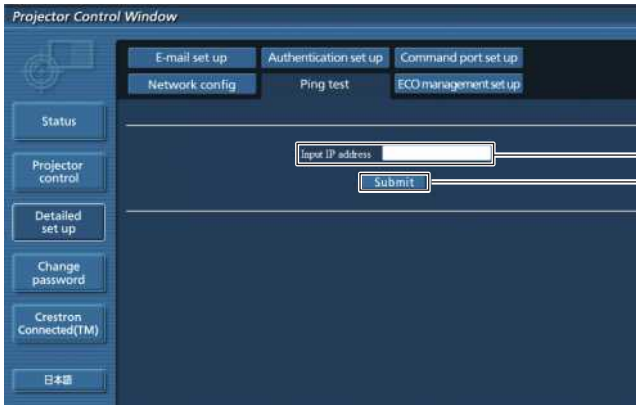 Projector Control Window
E-mail set up
Authentication set up
Command port set up
Network config
Ping test
ECO management set up
Status
Projector
control
Detailed
set up
Change
password
Crestron
Connected(TM)
日本語
Input IP address
Submit